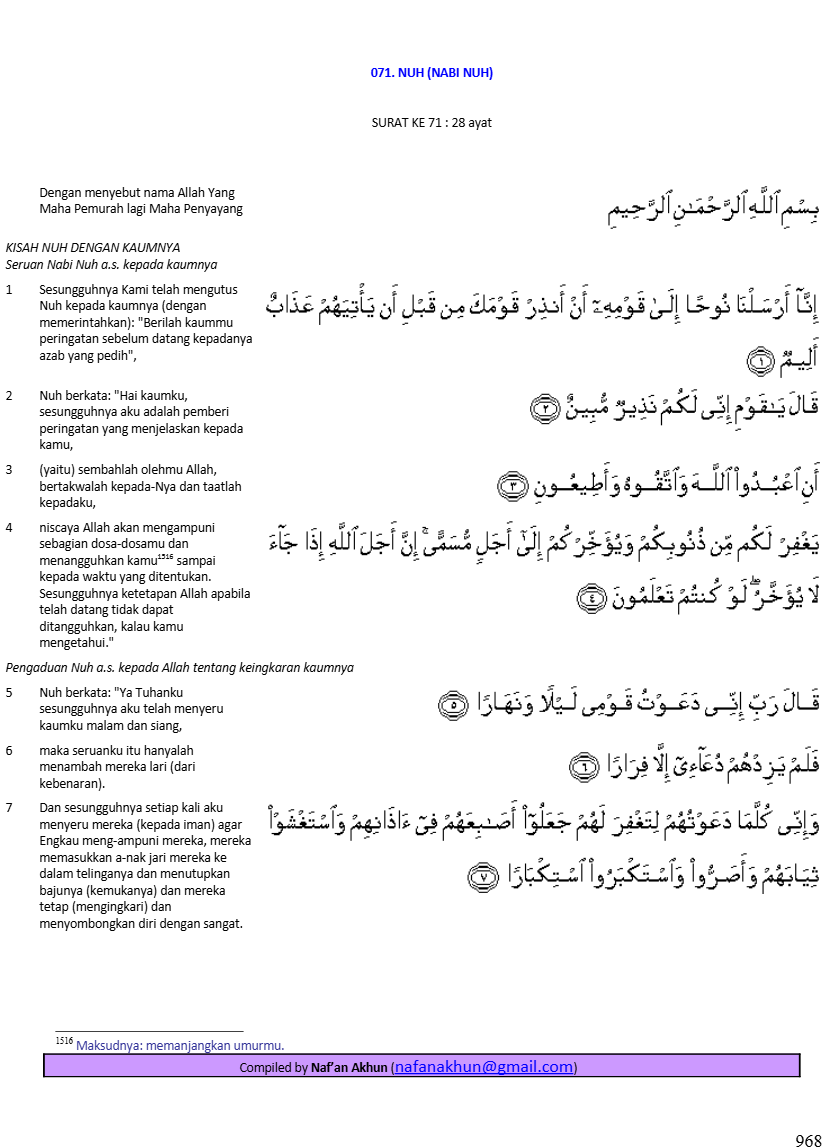 071. NUH (NABI NUH)
SURAT KE 71 : 28 ayat
Dengan menyebut nama Allah Yang
Maha Pemurah lagi Maha Penyayang
بِسْمِ ٱللَّهِ ٱلرَّحْمَـٰنِ ٱلرَّحِيمِ
KISAH NUH DENGAN KAUMNYA
Seruan Nabi Nuh a.s. kepada kaumnya
1 Sesungguhnya Kami telah mengutus
Nuh kepada kaumnya (dengan
memerintahkan): "Berilah kaummu
peringatan sebelum datang kepadanya
azab yang pedih",
إِنَّآ أَرْسَلْنَا نُوحًا إِلَىٰ قَوْمِهِۦٓ أَنْ أَنذِرْ قَوْمَكَ مِن قَبْلِ أَن يَأْتِيَهُمْ عَذَابٌ
أَلِيمٌ ١
2 Nuh berkata: "Hai kaumku,
sesungguhnya aku adalah pemberi
peringatan yang menjelaskan kepada
kamu,
قَالَ يَـٰقَوْمِ إِنِّى لَكُمْ نَذِيرٌ مُّبِينٌ ٢
3 (yaitu) sembahlah olehmu Allah,
bertakwalah kepada-Nya dan taatlah
kepadaku,
أَنِ ٱعْبُدُوا۟ ٱللَّهَ وَٱتَّقُوهُ وَأَطِيعُونِ ٣
4 niscaya Allah akan mengampuni
sebagian dosa-dosamu dan
menangguhkan kamu1516 sampai
kepada waktu yang ditentukan.
Sesungguhnya ketetapan Allah apabila
telah datang tidak dapat
ditangguhkan, kalau kamu
mengetahui."
يَغْفِرْ لَكُم مِّن ذُنُوبِكُمْ وَيُؤَخِّرْكُمْ إِلَىٰٓ أَجَلٍ مُّسَمًّى ۚ إِنَّ أَجَلَ ٱللَّهِ إِذَا جَآءَ
لَا يُؤَخَّرُ ۖ لَوْ كُنتُمْ تَعْلَمُونَ ٤
Pengaduan Nuh a.s. kepada Allah tentang keingkaran kaumnya
5 Nuh berkata: "Ya Tuhanku
sesungguhnya aku telah menyeru
kaumku malam dan siang,
قَالَ رَبِّ إِنِّى دَعَوْتُ قَوْمِى لَيْلًا وَنَهَارًا ٥
6 maka seruanku itu hanyalah
menambah mereka lari (dari
kebenaran).
فَلَمْ يَزِدْهُمْ دُعَآءِىٓ إِلَّا فِرَارًا ٦
7 Dan sesungguhnya setiap kali aku
menyeru mereka (kepada iman) agar
Engkau meng-ampuni mereka, mereka
memasukkan a-nak jari mereka ke
dalam telinganya dan menutupkan
bajunya (kemukanya) dan mereka
tetap (mengingkari) dan
menyombongkan diri dengan sangat.
وَإِنِّى كُلَّمَا دَعَوْتُهُمْ لِتَغْفِرَ لَهُمْ جَعَلُوٓا۟ أَصَـٰبِعَهُمْ فِىٓ ءَاذَانِهِمْ وَٱسْتَغْشَوْا۟
ثِيَابَهُمْ وَأَصَرُّوا۟ وَٱسْتَكْبَرُوا۟ ٱسْتِكْبَارًا ٧
1516 Maksudnya: memanjangkan umurmu.
Compiled by Naf’an Akhun (nafanakhun@gmail.com)
968